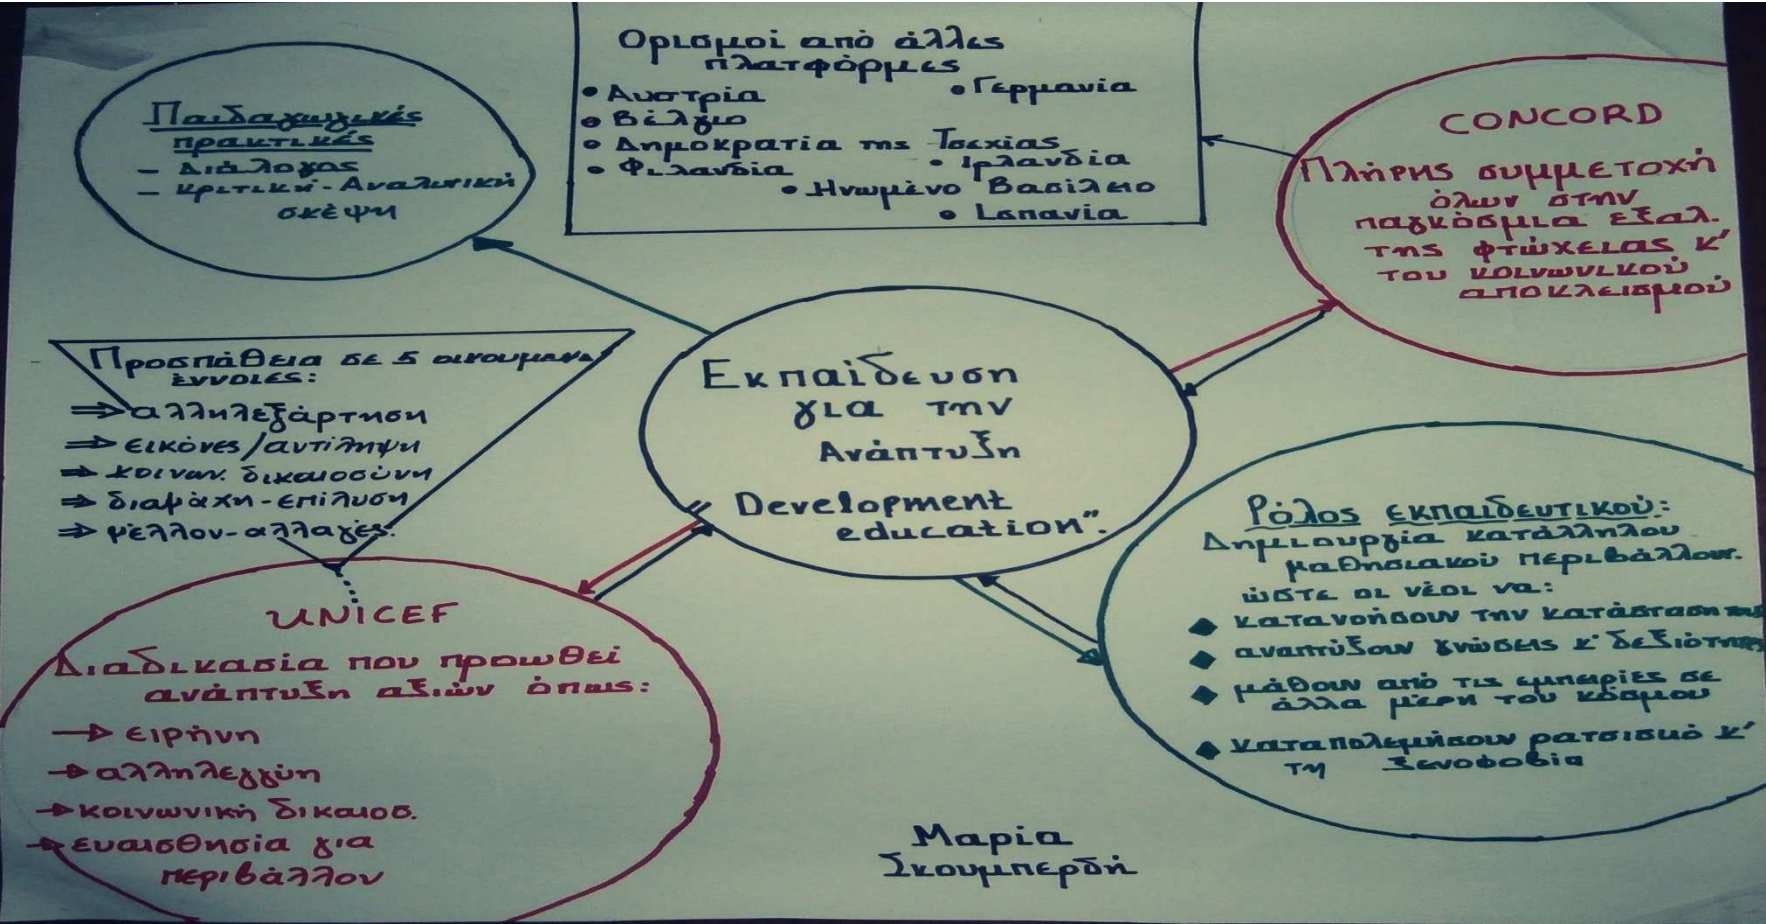 Ορισμοί από άλλες
πλατφόρμες
• Αυστρία
• Γερμανία
• Βέλγιο
• Δημοκρατία της Τσεχίας
• Φιλανδία
• Ιρλανδία
• Ηνωμένο Βασίλειο
• Ισπανία
Παιδαγωγικές
πρακτικές
- Διάλογος
- Κριτική-Αναλυτική
σκέψη
CONCORD
Πλήρης συμμετοχή
όλων στην
παγκόσμια εξαλ.
της φτώχειας κ'
του κοινωνικού
αποκλεισμού
Προσπάθεια σε 5
έννοιες:
⇒ αλληλεξάρτηση
⇒ εικόνες/αντίληψη
⇒ κοινων. δικαιοσύνη
⇒ διαμάχη-επίλυση
⇒ μέλλον-αλλαγές.
Εκπαίδευση
για την
Ανάπτυξη
"Development
education".
Ρόλος εκπαιδευτικού:
Δημιουργία κατάλληλου
μαθησιακού περιβάλλον.
ώστε οι νέοι να:
◆ κατανοήσουν την κατάσταση της
◆ αναπτύξουν γνώσεις κ' δεξιότητες
◆ μάθουν από τις εμπειρίες σε
άλλα μέρη του κόσμου
◆ καταπολεμήσουν ρατσισμό κ'
τη ξενοφοβία
UNICEF
Διαδικασία που προωθεί
ανάπτυξη αξιών όπως:
→ ειρήνη
→ αλληλεγγύη
→ κοινωνική δικαιοσ.
→ ευαισθησία για
περιβάλλον
Μαρία
Σκουμπερδή